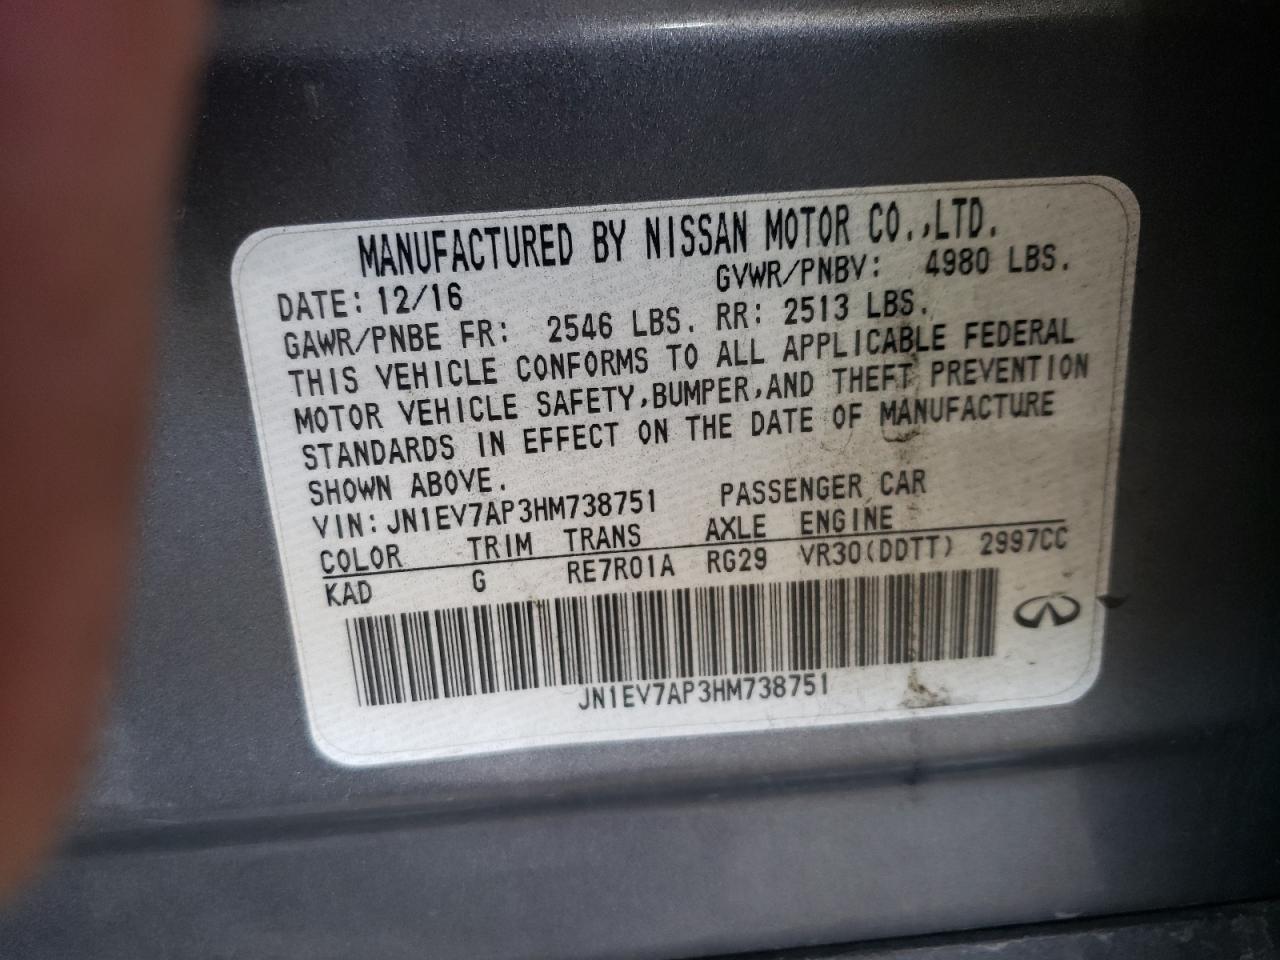 MANUFACTURED BY NISSAN MOTOR CO.,LTD.
DATE: 12/16 GVWR/PNBV: 4980 LBS.
GAWR/PNBE FR: 2546 LBS. RR: 2513 LBS.
THIS VEHICLE CONFORMS TO ALL APPLICABLE FEDERAL
MOTOR VEHICLE SAFETY,BUMPER,AND THEFT PREVENTION
STANDARDS IN EFFECT ON THE DATE OF MANUFACTURE
SHOWN ABOVE.
VIN: JN1EV7AP3HM738751 PASSENGER CAR
COLOR TRIM TRANS AXLE ENGINE
KAD G RE7R01A RG29 VR30(DDTT) 2997CC
JN1EV7AP3HM738751